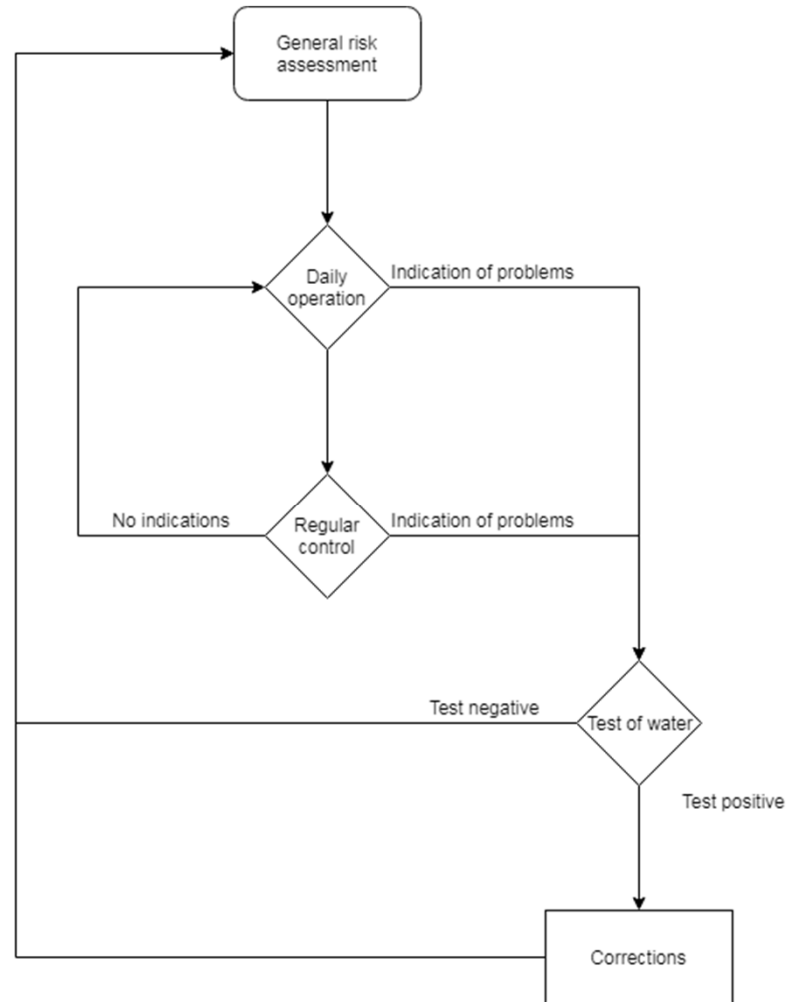 General risk
assessment
Daily
operation
Indication of problems
No indications
Regular
control
Indication of problems
Test negative
Test of water
Test positive
Corrections